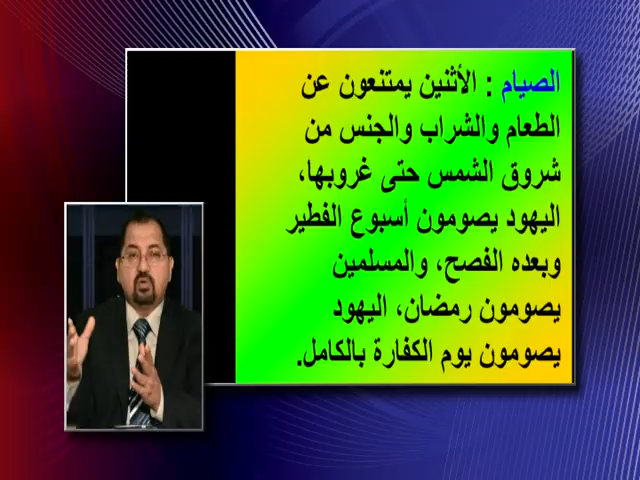 الصيام : الأثنين يمتنعون عن
الطعام والشراب والجنس من
شروق الشمس حتى غروبها،
اليهود يصومون أسبوع الفطير
وبعده الفصح، والمسلمين
يصومون رمضان، اليهود
يصومون يوم الكفارة بالكامل.